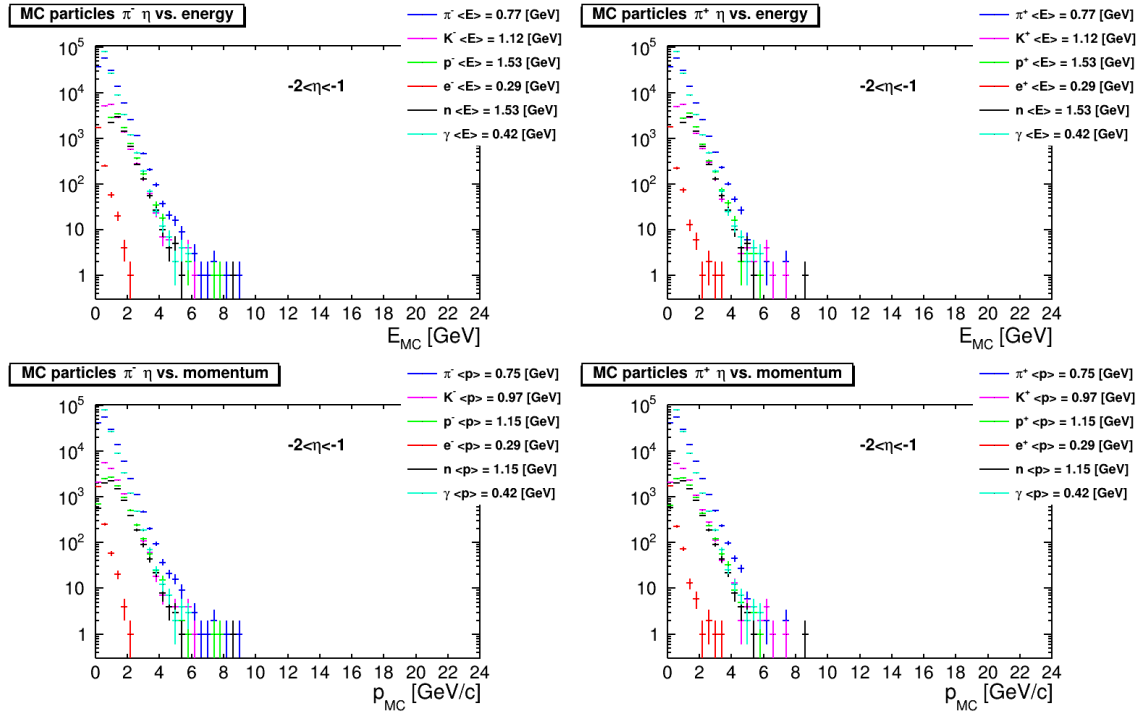 MC particles π⁻ η vs. energy
π⁻ <E> = 0.77 [GeV]
K⁻ <E> = 1.12 [GeV]
p⁻ <E> = 1.53 [GeV]
e⁻ <E> = 0.29 [GeV]
n <E> = 1.53 [GeV]
γ <E> = 0.42 [GeV]
-2<η<-1
10⁵
10⁴
10³
10²
10
1
0 2 4 6 8 10 12 14 16 18 20 22 24
E_MC [GeV]
MC particles π⁺ η vs. energy
π⁺ <E> = 0.77 [GeV]
K⁺ <E> = 1.12 [GeV]
p⁺ <E> = 1.53 [GeV]
e⁺ <E> = 0.29 [GeV]
n <E> = 1.53 [GeV]
γ <E> = 0.42 [GeV]
-2<η<-1
10⁵
10⁴
10³
10²
10
1
0 2 4 6 8 10 12 14 16 18 20 22 24
E_MC [GeV]
MC particles π⁻ η vs. momentum
π⁻ <p> = 0.75 [GeV]
K⁻ <p> = 0.97 [GeV]
p⁻ <p> = 1.15 [GeV]
e⁻ <p> = 0.29 [GeV]
n <p> = 1.15 [GeV]
γ <p> = 0.42 [GeV]
-2<η<-1
10⁵
10⁴
10³
10²
10
1
0 2 4 6 8 10 12 14 16 18 20 22 24
p_MC [GeV/c]
MC particles π⁺ η vs. momentum
π⁺ <p> = 0.75 [GeV]
K⁺ <p> = 0.97 [GeV]
p⁺ <p> = 1.15 [GeV]
e⁺ <p> = 0.29 [GeV]
n <p> = 1.15 [GeV]
γ <p> = 0.42 [GeV]
-2<η<-1
10⁵
10⁴
10³
10²
10
1
0 2 4 6 8 10 12 14 16 18 20 22 24
p_MC [GeV/c]